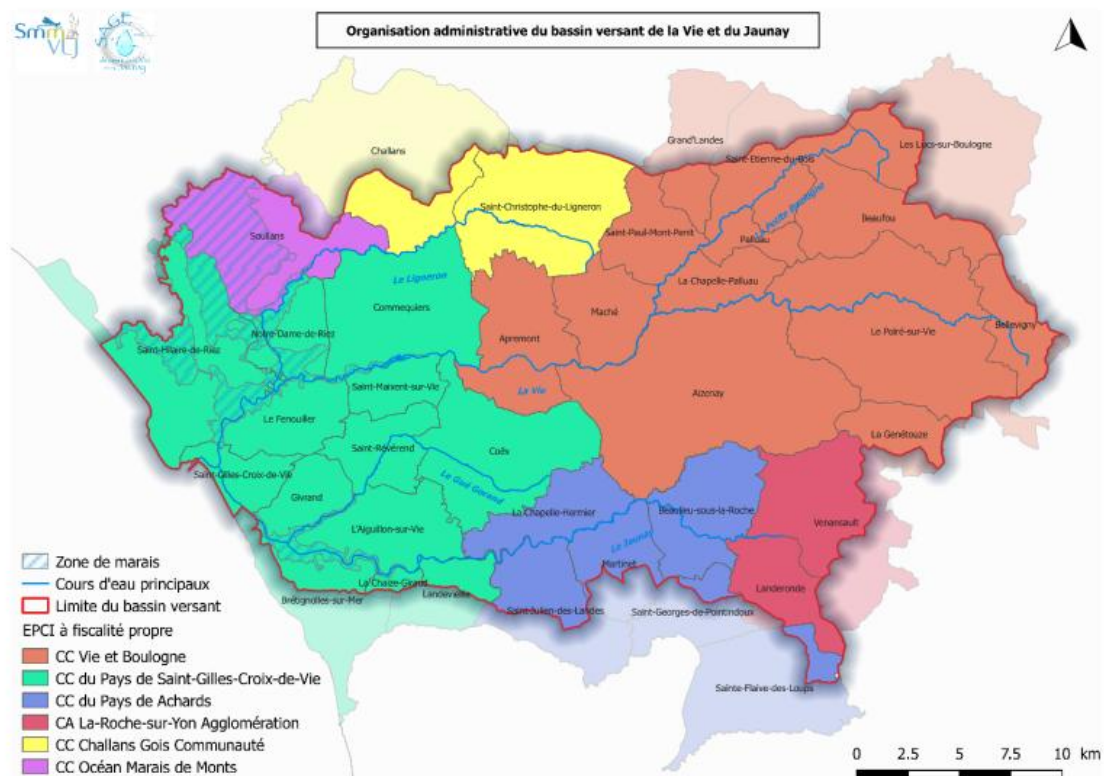 Smm
VLJ
SAGE
Organisation administrative du bassin versant de la Vie et du Jaunay
Grand'Landes
Les Lucs-sur-Boulogne
Challans
Saint-Etienne-du-Bois
Saint-Christophe-du-Ligneron
La Petite Boulogne
Beaufou
Soullans
Saint-Paul-Mont-Penit
Palluau
Le Ligneron
La Chapelle-Palluau
Commequiers
Maché
Notre-Dame-de-Riez
Apremont
Le Poiré-sur-Vie
Bellevigny
Saint-Hilaire-de-Riez
Saint-Maixent-sur-Vie
La Vie
Aizenay
Le Fenouiller
La Genétouze
Saint-Révérend
Coëx
Saint-Gilles-Croix-de-Vie
Le Gué Gorand
Givrand
La Chapelle-Hermier
Beaulieu-sous-la-Roche
L'Aiguillon-sur-Vie
Venansault
Le Jaunay
Martinet
La Chaize-Giraud
Landeronde
Landevieille
Brétignolles-sur-Mer
Saint-Julien-des-Landes
Saint-Georges-de-Pointindoux
Sainte-Flaive-des-Loups
Zone de marais
Cours d'eau principaux
Limite du bassin versant
EPCI à fiscalité propre
CC Vie et Boulogne
CC du Pays de Saint-Gilles-Croix-de-Vie
CC du Pays de Achards
CA La-Roche-sur-Yon Agglomération
CC Challans Gois Communauté
CC Océan Marais de Monts
0 2.5 5 7.5 10 km